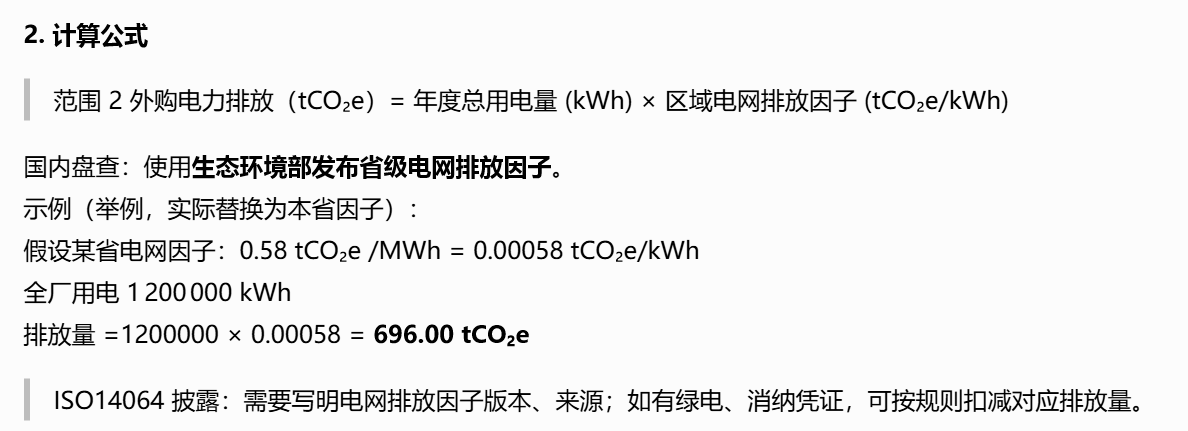 2. 计算公式
范围 2 外购电力排放（tCO₂e）= 年度总用电量 (kWh) × 区域电网排放因子 (tCO₂e/kWh)
国内盘查：使用生态环境部发布省级电网排放因子。
示例（举例，实际替换为本省因子）：
假设某省电网因子：0.58 tCO₂e /MWh = 0.00058 tCO₂e/kWh
全厂用电 1 200 000 kWh
排放量 =1200000 × 0.00058 = 696.00 tCO₂e
ISO14064 披露：需要写明电网排放因子版本、来源；如有绿电、消纳凭证，可按规则扣减对应排放量。